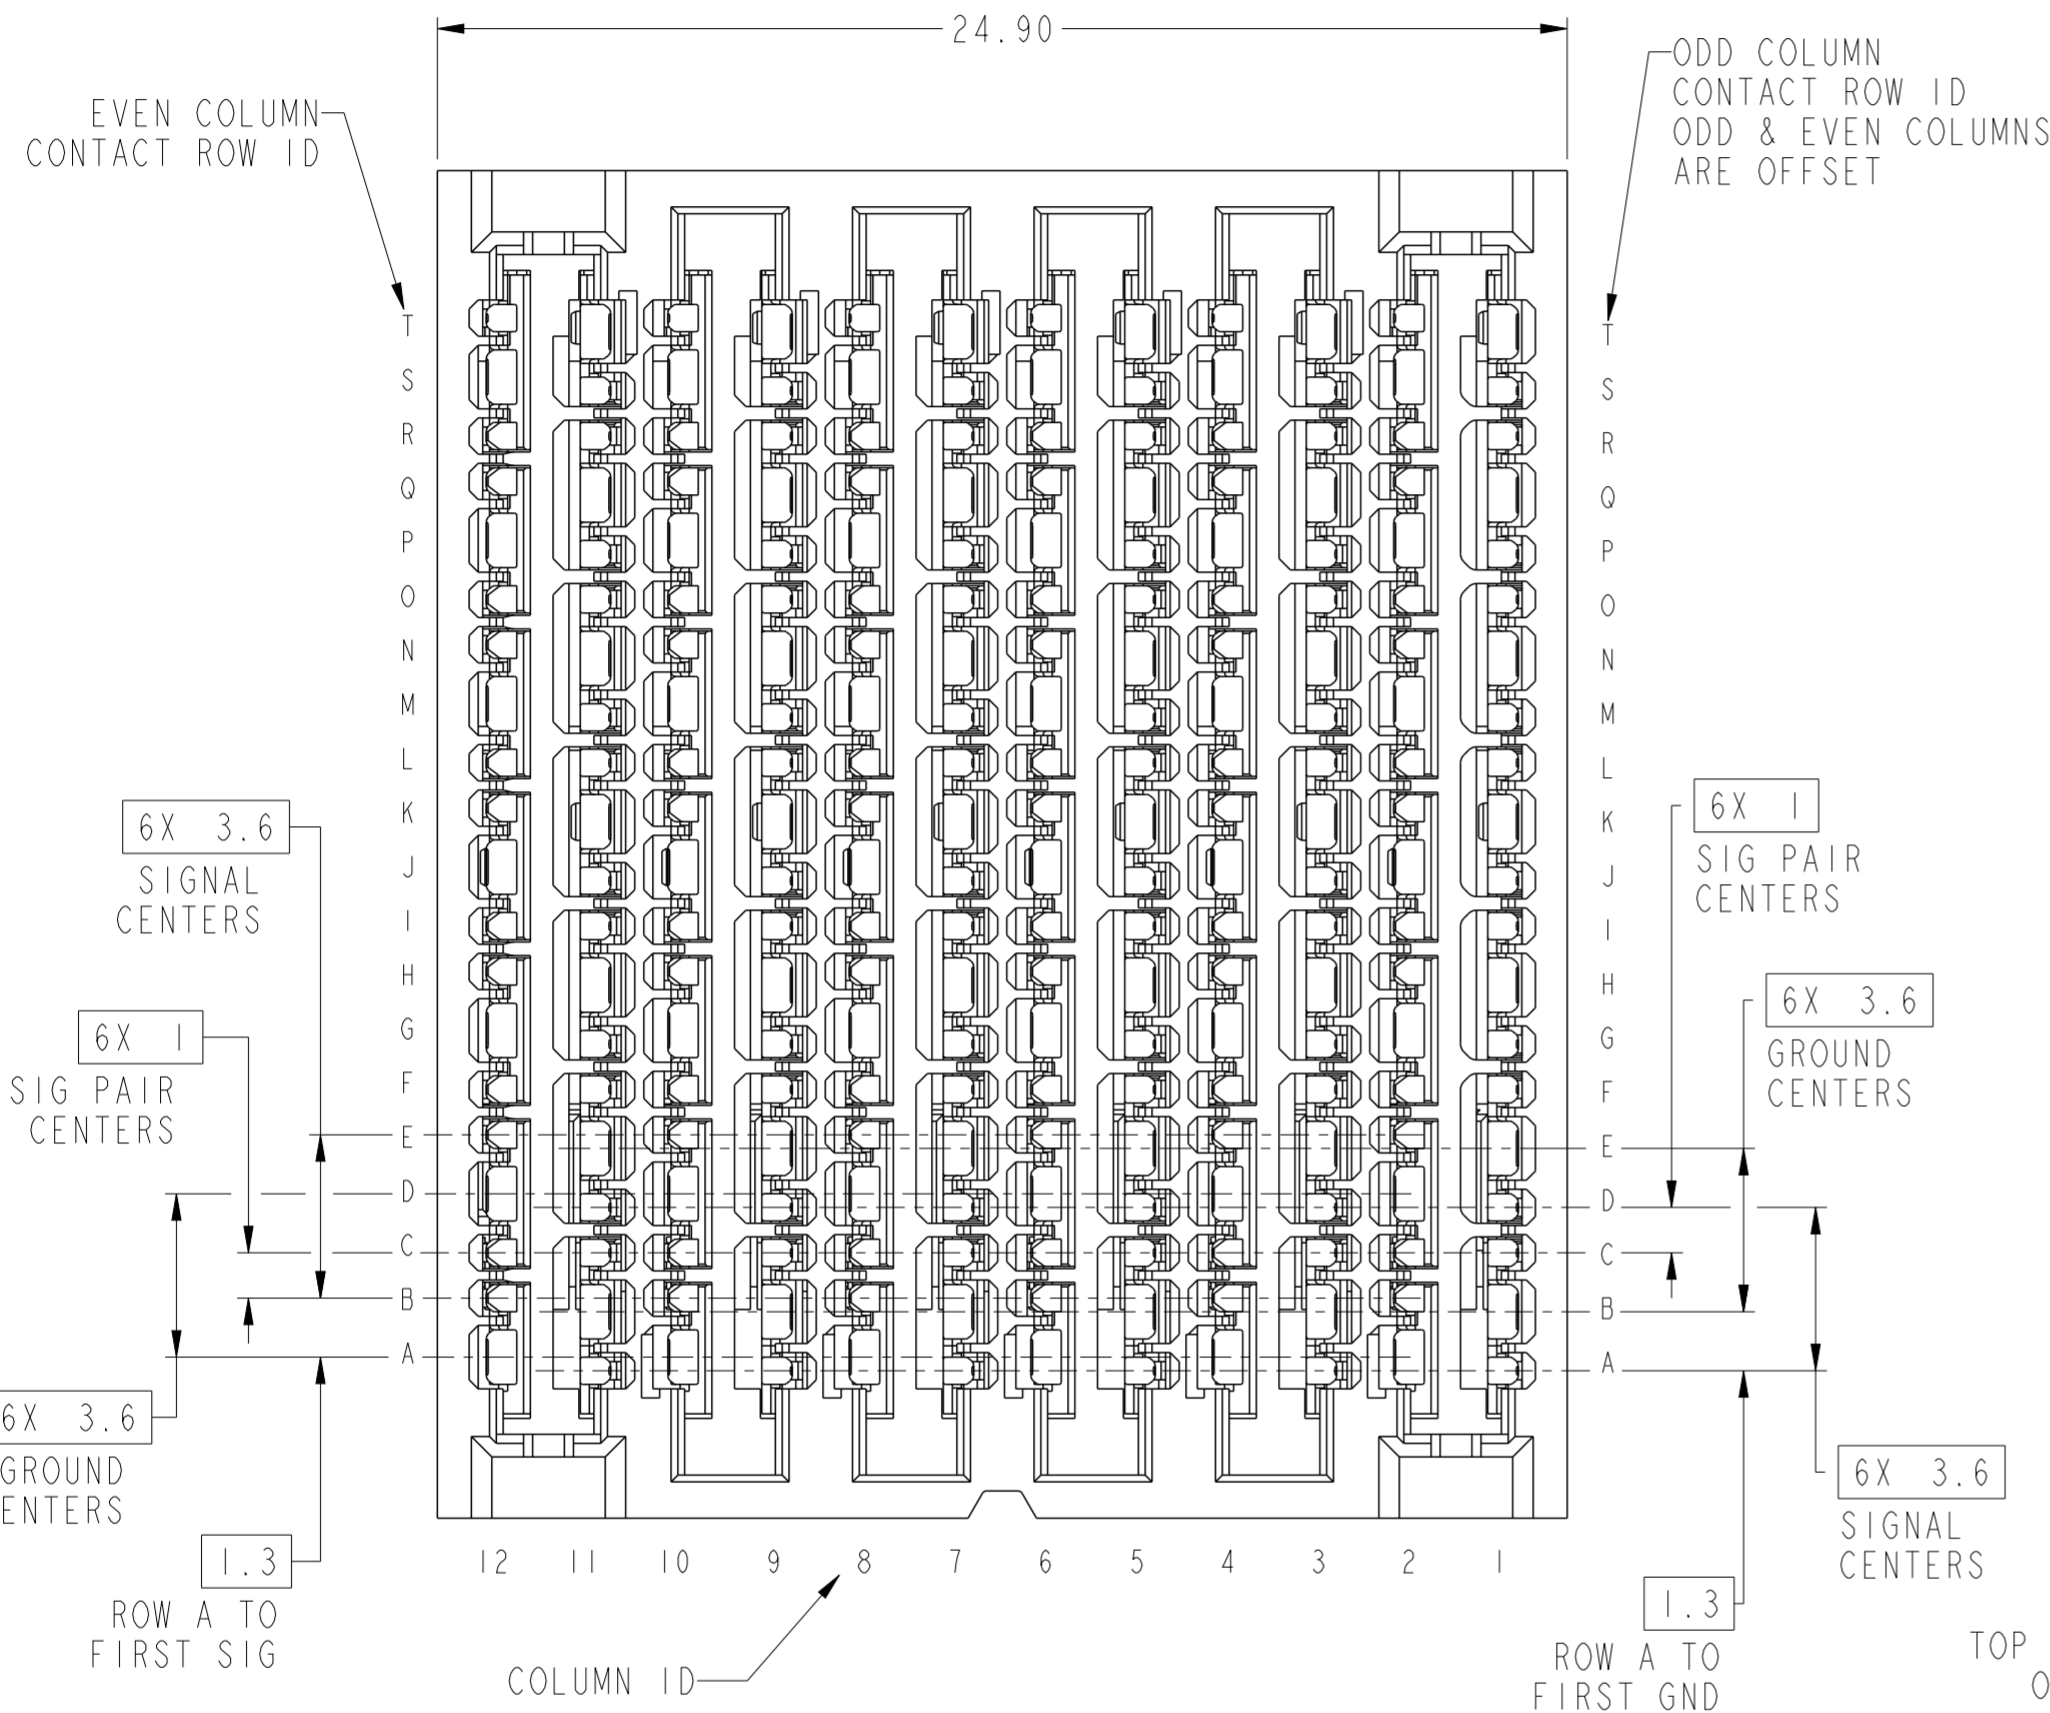 24.90
EVEN COLUMN
CONTACT ROW ID
ODD COLUMN
CONTACT ROW ID
ODD & EVEN COLUMNS
ARE OFFSET
T
S
R
Q
P
O
N
M
L
K
J
I
H
G
F
E
D
C
B
A
T
S
R
Q
P
O
N
M
L
K
J
I
H
G
F
E
D
C
B
A
6X 3.6
SIGNAL
CENTERS
6X 1
SIG PAIR
CENTERS
6X 3.6
GROUND
ENTERS
1.3
ROW A TO
FIRST SIG
6X 1
SIG PAIR
CENTERS
6X 3.6
GROUND
CENTERS
6X 3.6
SIGNAL
CENTERS
1.3
ROW A TO
FIRST GND
12 11 10 9 8 7 6 5 4 3 2 1
COLUMN ID
TOP
O